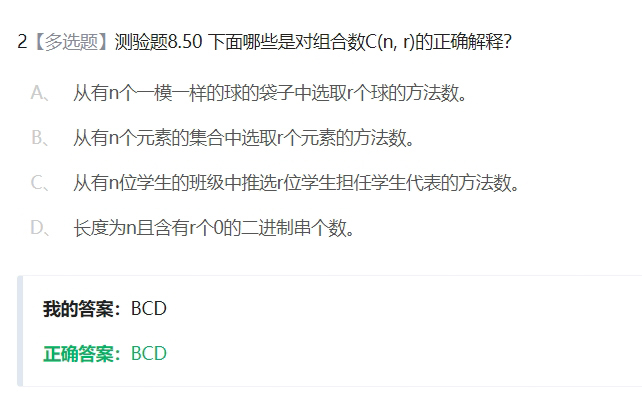 2【多选题】测验题8.50 下面哪些是对组合数C(n, r)的正确解释？
A、 从有n个一模一样的球的袋子中选取r个球的方法数。
B、 从有n个元素的集合中选取r个元素的方法数。
C、 从有n位学生的班级中推选r位学生担任学生代表的方法数。
D、 长度为n且含有r个0的二进制串个数。
我的答案：BCD
正确答案：BCD